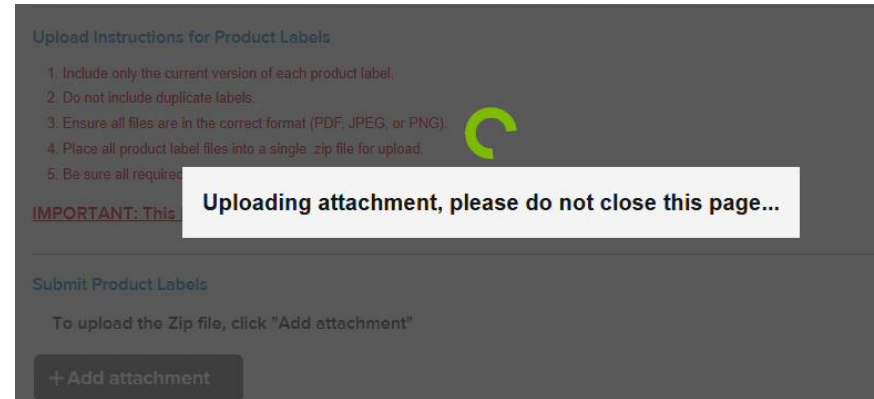 Upload Instructions for Product Labels
1. Include only the current version of each product label.
2. Do not include duplicate labels.
3. Ensure all files are in the correct format (PDF, JPEG, or PNG).
4. Place all product label files into a single .zip file for upload.
5. Be sure all required
Uploading attachment, please do not close this page...
IMPORTANT: This
Submit Product Labels
To upload the Zip file, click "Add attachment"
+Add attachment